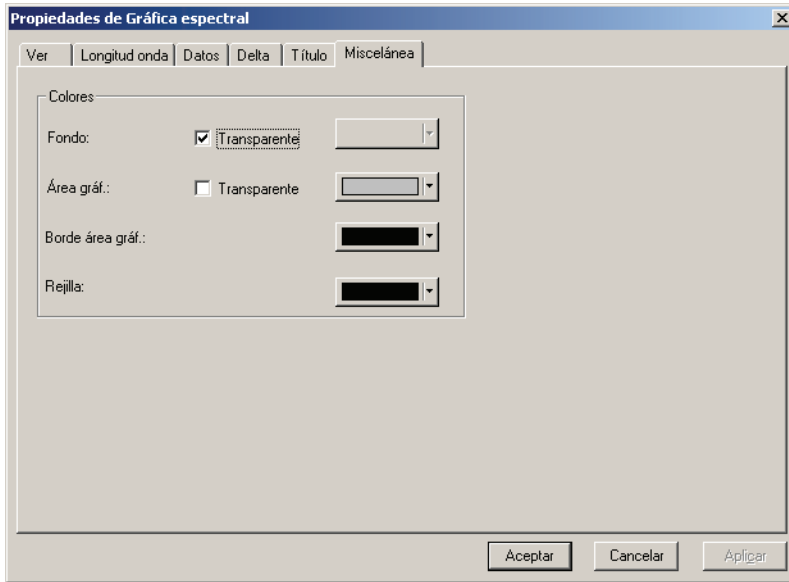 Propiedades de Gráfica espectral
Ver Longitud onda Datos Delta Título Miscelánea
Colores
Fondo: Transparente
Área gráf.: Transparente
Borde área gráf.:
Rejilla:
Aceptar Cancelar Aplicar